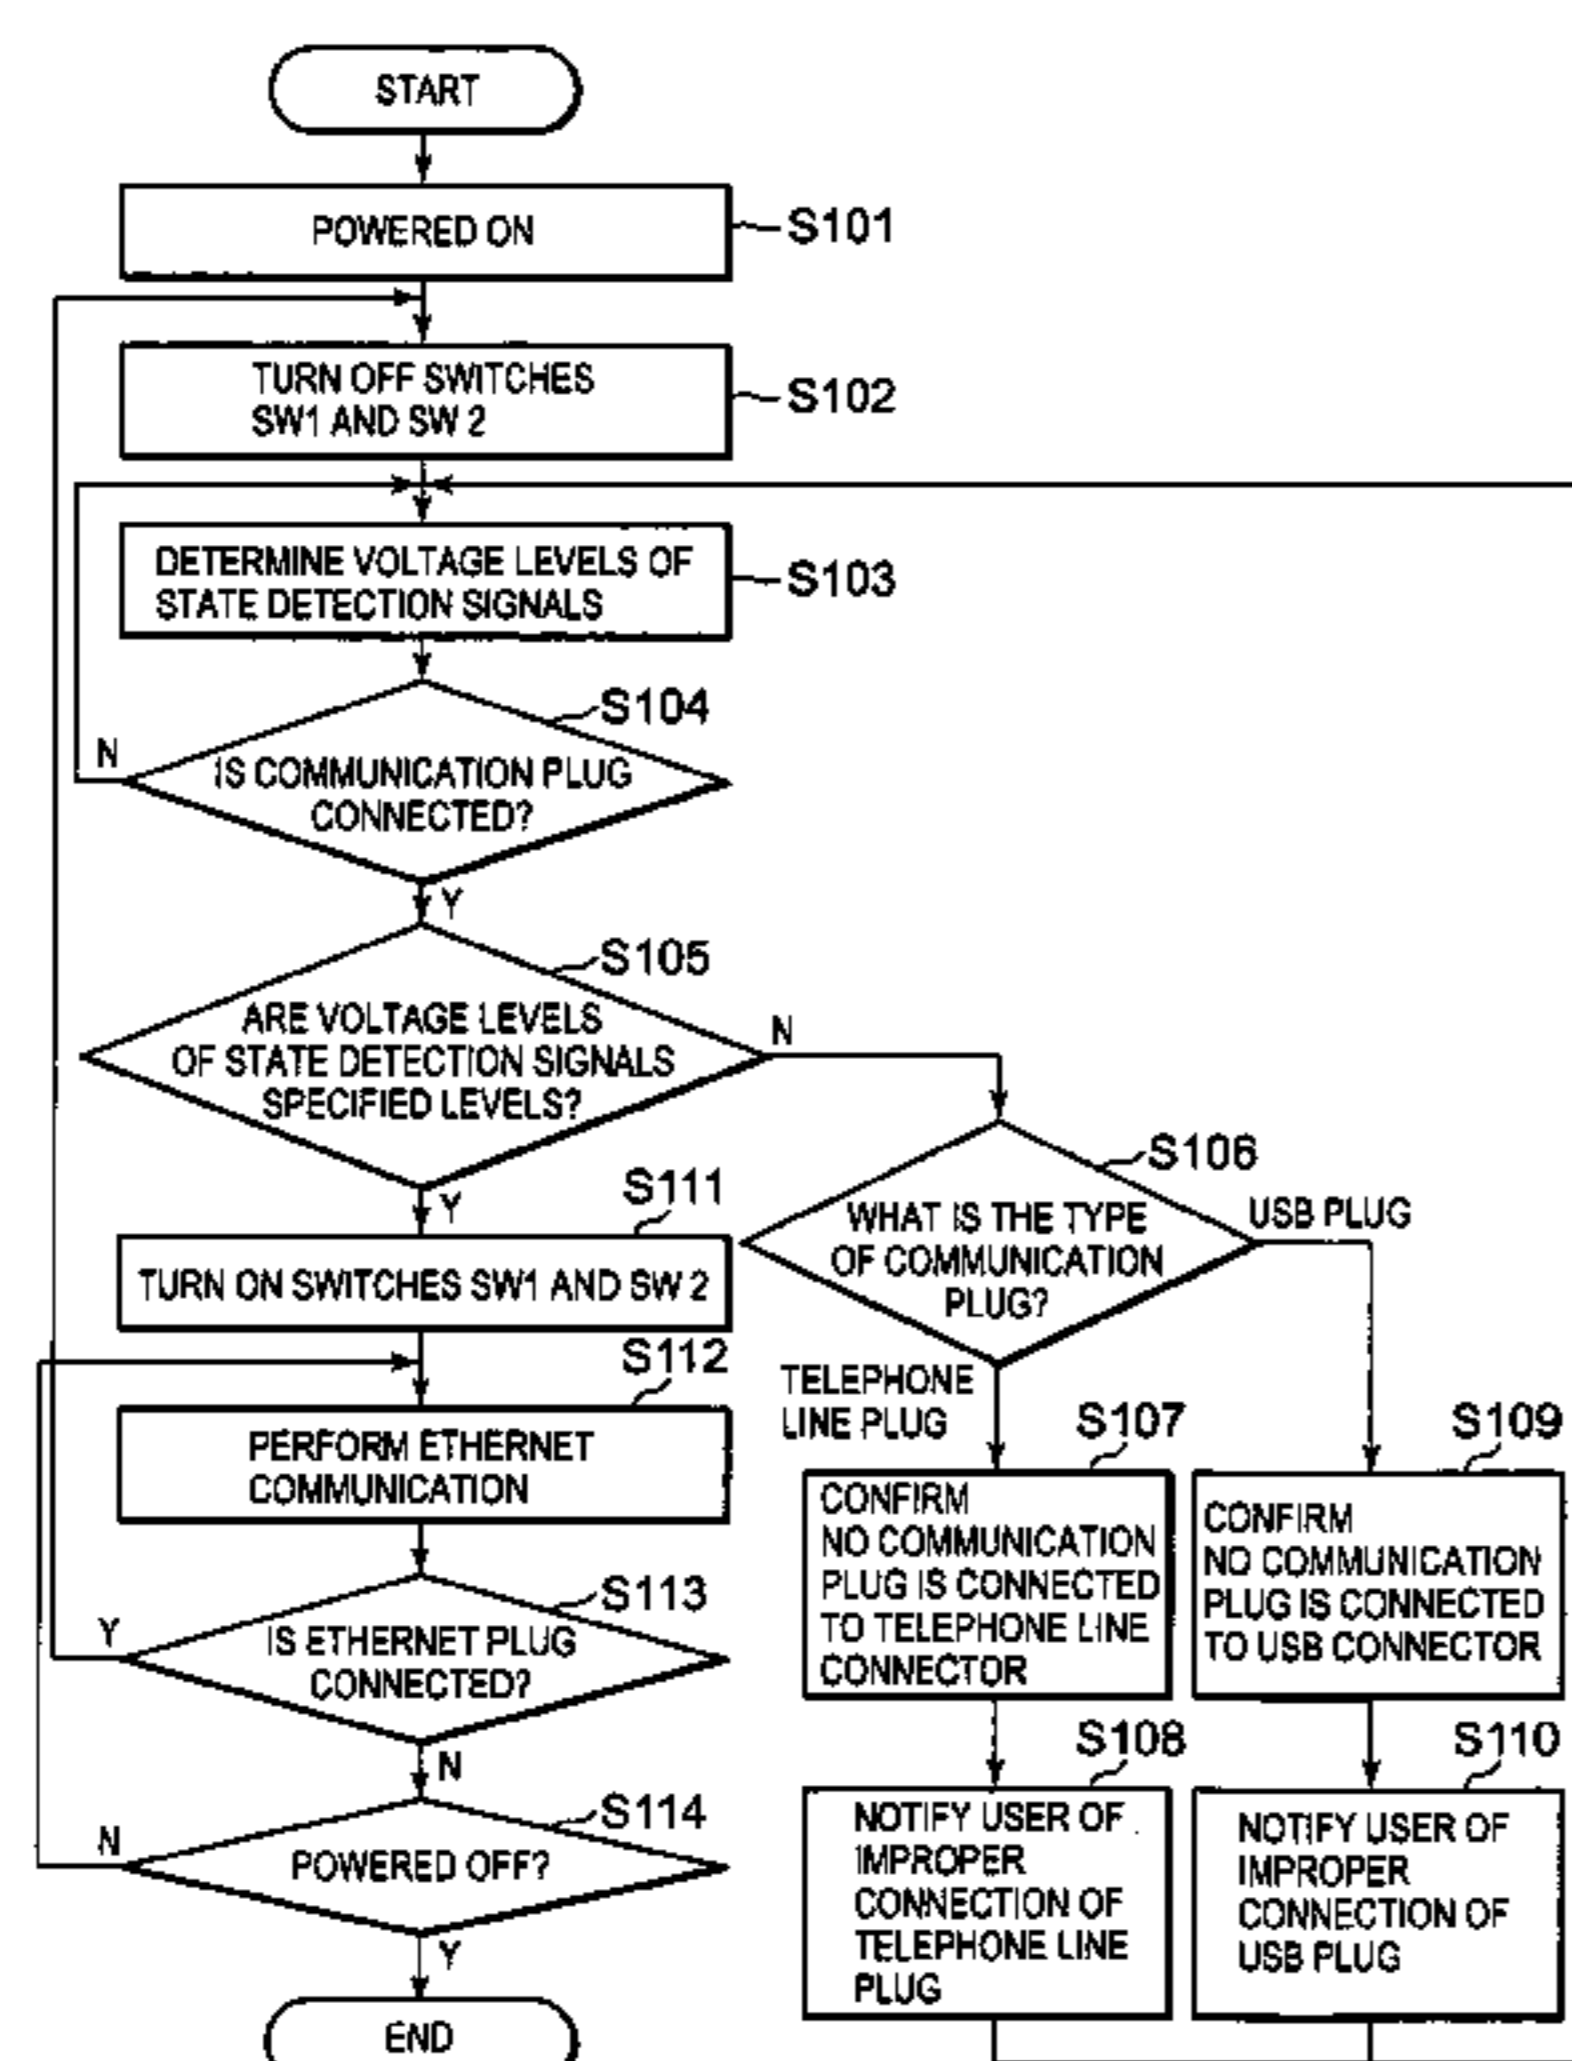 START
POWERED ON
S101
TURN OFF SWITCHES
SW1 AND SW 2
S102
DETERMINE VOLTAGE LEVELS OF
STATE DETECTION SIGNALS
S103
S104
N
IS COMMUNICATION PLUG
CONNECTED?
Y
S105
ARE VOLTAGE LEVELS
OF STATE DETECTION SIGNALS
SPECIFIED LEVELS?
N
Y
S106
WHAT IS THE TYPE
OF COMMUNICATION
PLUG?
USB PLUG
TELEPHONE
LINE PLUG
S107
CONFIRM
NO COMMUNICATION
PLUG IS CONNECTED
TO TELEPHONE LINE
CONNECTOR
S108
NOTIFY USER OF
IMPROPER
CONNECTION OF
TELEPHONE LINE
PLUG
S109
CONFIRM
NO COMMUNICATION
PLUG IS CONNECTED
TO USB CONNECTOR
S110
NOTIFY USER OF
IMPROPER
CONNECTION OF
USB PLUG
S111
TURN ON SWITCHES SW1 AND SW 2
S112
PERFORM ETHERNET
COMMUNICATION
S113
Y
IS ETHERNET PLUG
CONNECTED?
N
S114
N
POWERED OFF?
Y
END